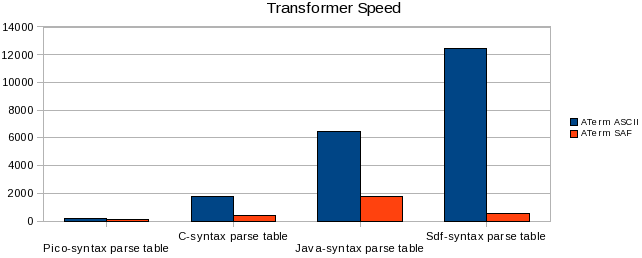 Transformer Speed
14000
12000
10000
8000
6000
4000
2000
0
Pico-syntax parse table
C-syntax parse table
Java-syntax parse table
Sdf-syntax parse table
ATerm ASCII
ATerm SAF